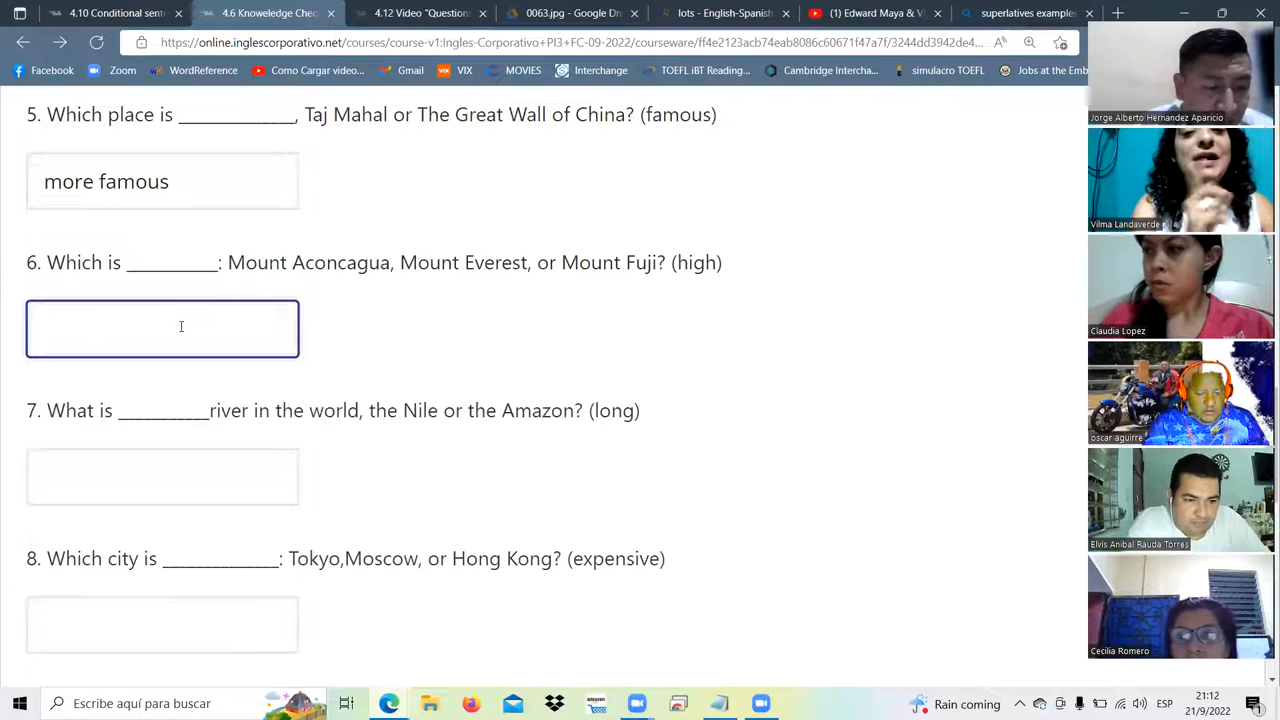 4.10 Conditional sent
4.6 Knowledge Chec
4.12 Video "Question
0063.jpg - Google Dr
lots - English-Spanish
(1) Edward Maya & V
superlatives exercis
https://online.inglescorporativo.net/courses/course-v1:Ingles-Corporativo+PI3+FC-09-2022/courseware/ff4e2123acb74eab8086c60671f47a7f/3244dd3942de4...
Facebook
Zoom
WordReference
Como Cargar video...
Gmail
VIX
MOVIES
Interchange
TOEFL iBT Reading...
Cambridge Intercha...
simulacro TOEFL
Jobs at the Emb
5. Which place is _____________, Taj Mahal or The Great Wall of China? (famous)
more famous
6. Which is __________: Mount Aconcagua, Mount Everest, or Mount Fuji? (high)
7. What is __________river in the world, the Nile or the Amazon? (long)
8. Which city is _____________: Tokyo,Moscow, or Hong Kong? (expensive)
Jorge Alberto Hernandez Aparicio
Vilma Landaverde
Claudia Lopez
oscar aguirre
Elvis Anibal Rauda Torres
Cecilia Romero
Escribe aquí para buscar
amazon
Rain coming
ESP
21:12
21/9/2022
1